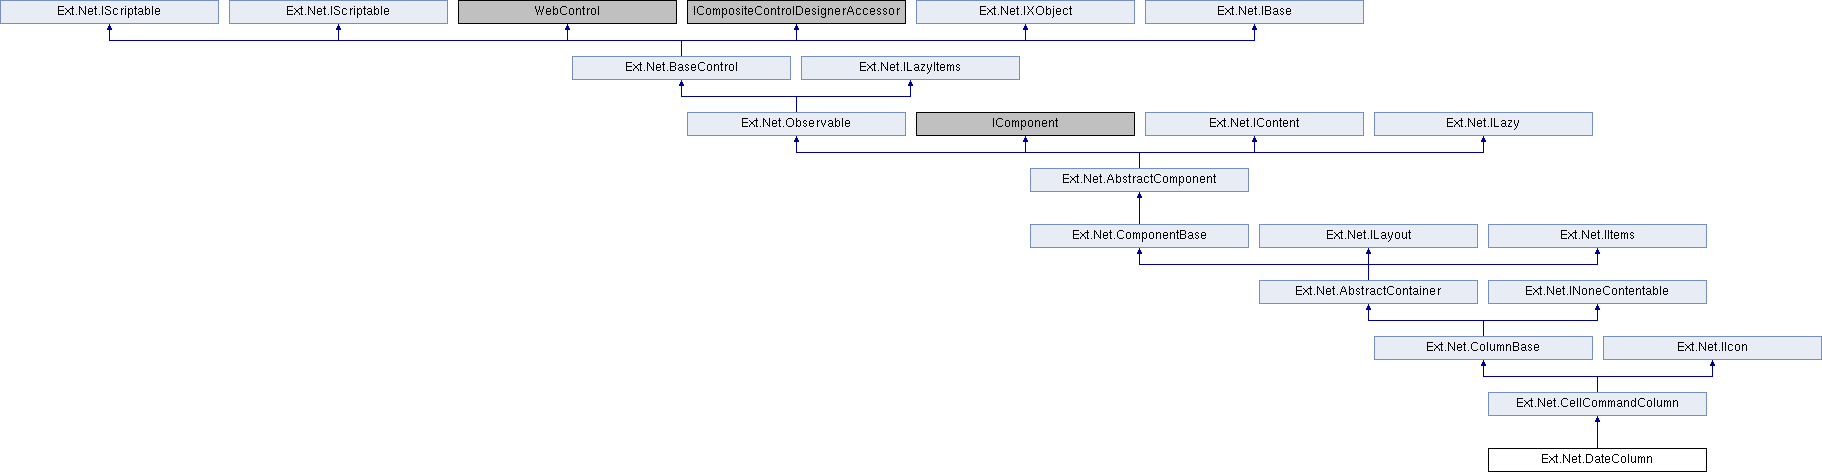 Ext.Net.IScriptable
Ext.Net.IScriptable
WebControl
ICompositeControlDesignerAccessor
Ext.Net.IXObject
Ext.Net.IBase
Ext.Net.BaseControl
Ext.Net.ILazyItems
Ext.Net.Observable
IComponent
Ext.Net.IContent
Ext.Net.ILazy
Ext.Net.AbstractComponent
Ext.Net.ComponentBase
Ext.Net.ILayout
Ext.Net.IItems
Ext.Net.AbstractContainer
Ext.Net.INoneContentable
Ext.Net.ColumnBase
Ext.Net.IIcon
Ext.Net.CellCommandColumn
Ext.Net.DateColumn